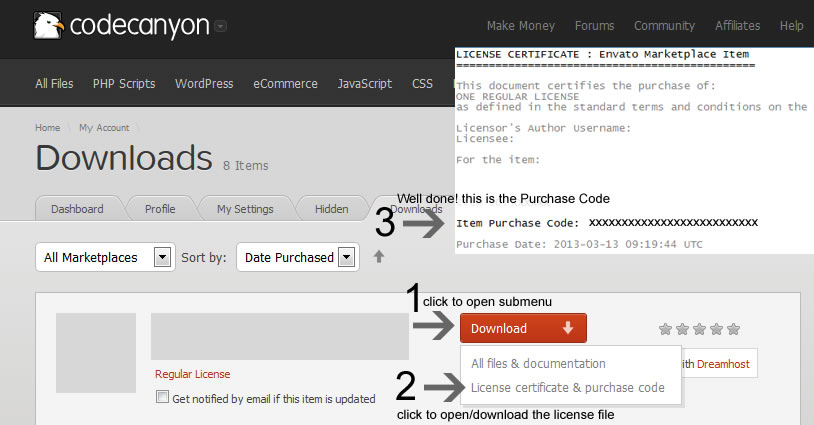 codecanyon
Make Money Forums Community Affiliates Help
All Files PHP Scripts WordPress eCommerce JavaScript CSS
LICENSE CERTIFICATE : Envato Marketplace Item
==============================================
This document certifies the purchase of:
ONE REGULAR LICENSE
as defined in the standard terms and conditions on the
Licensor's Author Username:
Licensee:
For the item:
Home \ My Account \
Downloads 8 Items
Dashboard Profile My Settings Hidden Downloads
Well done! this is the Purchase Code
3
Item Purchase Code: XXXXXXXXXXXXXXXXXXXXXXXXXX
Purchase Date: 2013-03-13 09:19:44 UTC
All Marketplaces Sort by: Date Purchased
1 click to open submenu
Download
All files & documentation
with Dreamhost
Regular License
2 License certificate & purchase code
Get notified by email if this item is updated
click to open/download the license file